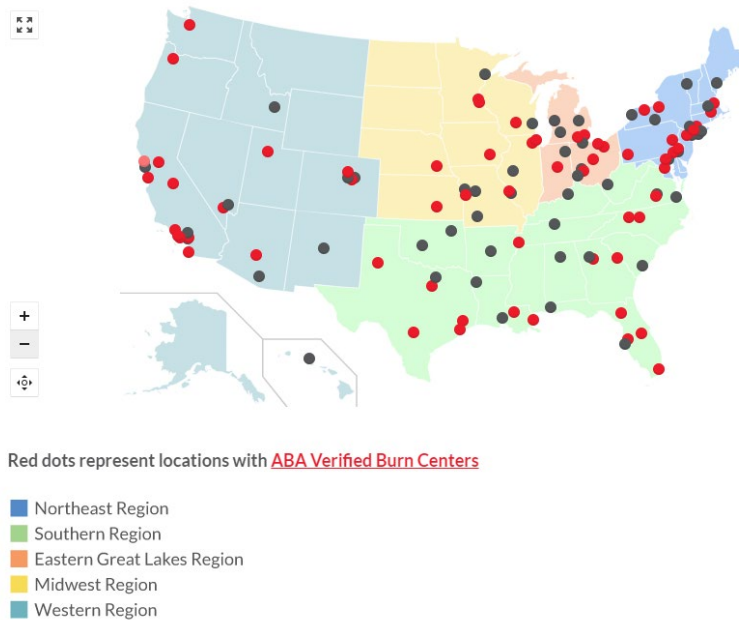 +
−
Red dots represent locations with ABA Verified Burn Centers
Northeast Region
Southern Region
Eastern Great Lakes Region
Midwest Region
Western Region